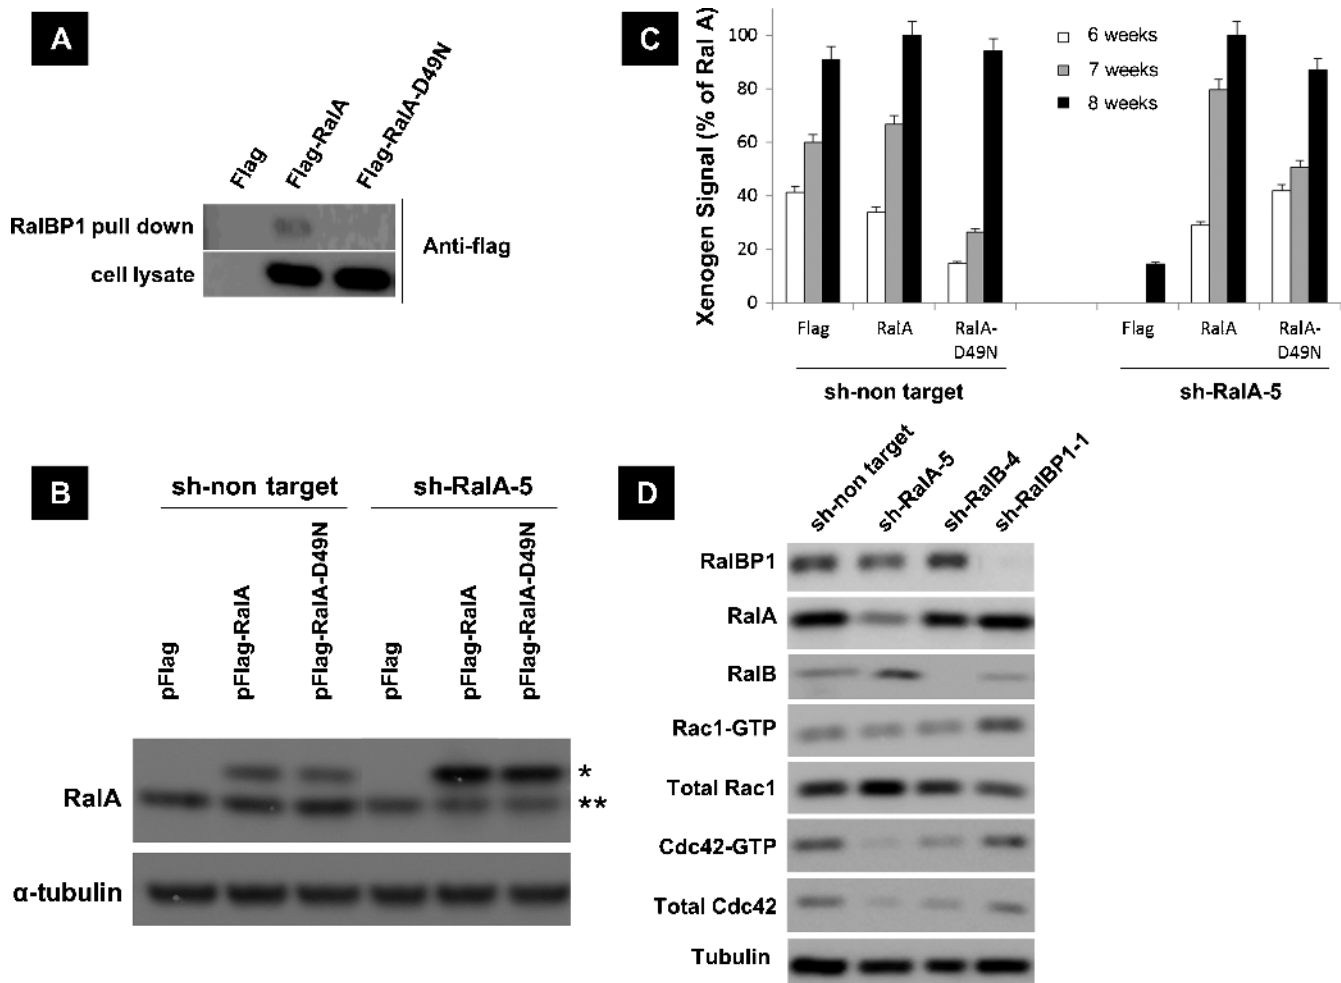 A
Flag
Flag-RalA
Flag-RalA-D49N
RalBP1 pull down
cell lysate
Anti-flag
C
Xenogen Signal (% of Ral A)
100
80
60
40
20
0
6 weeks
7 weeks
8 weeks
Flag
RalA
RalA-
D49N
Flag
RalA
RalA-
D49N
sh-non target
sh-RalA-5
B
sh-non target
sh-RalA-5
pFlag
pFlag-RalA
pFlag-RalA-D49N
pFlag
pFlag-RalA
pFlag-RalA-D49N
RalA
*
**
α-tubulin
D
sh-non target
sh-RalA-5
sh-RalB-4
sh-RalBP1-1
RalBP1
RalA
RalB
Rac1-GTP
Total Rac1
Cdc42-GTP
Total Cdc42
Tubulin